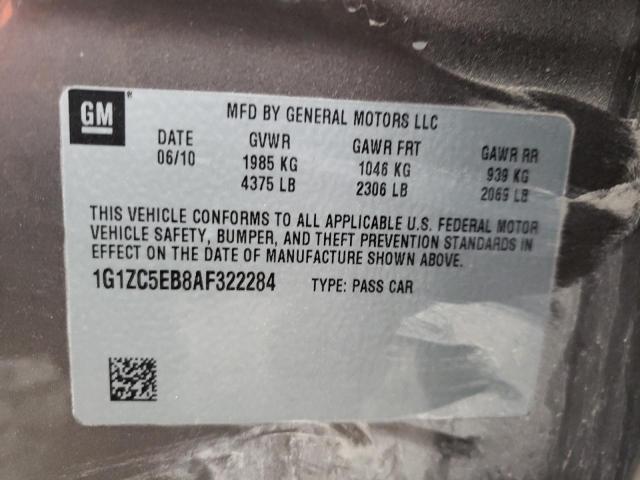 GM ®
MFD BY GENERAL MOTORS LLC
DATE GVWR GAWR FRT GAWR RR
06/10 1985 KG 1046 KG 939 KG
4375 LB 2306 LB 2069 LB
THIS VEHICLE CONFORMS TO ALL APPLICABLE U.S. FEDERAL MOTOR
VEHICLE SAFETY, BUMPER, AND THEFT PREVENTION STANDARDS IN
EFFECT ON THE DATE OF MANUFACTURE SHOWN ABOVE.
1G1ZC5EB8AF322284 TYPE: PASS CAR